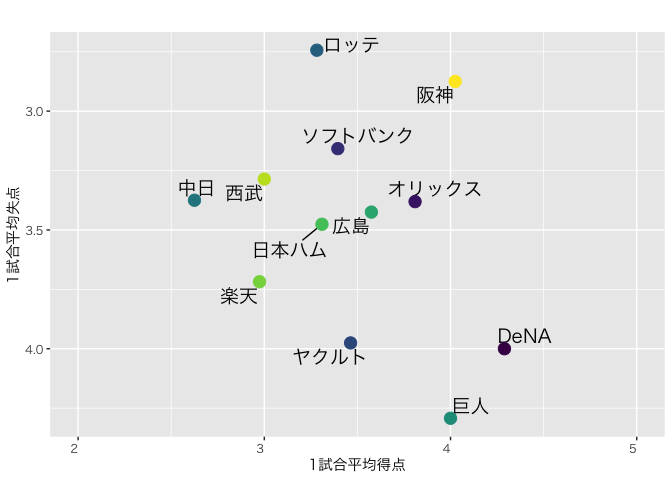 ロッテ
阪神
3.0
ソフトバンク
中日
西武
オリックス
広島
3.5
日本ハム
楽天
DeNA
4.0
ヤクルト
巨人
1試合平均失点
2
3
4
5
1試合平均得点